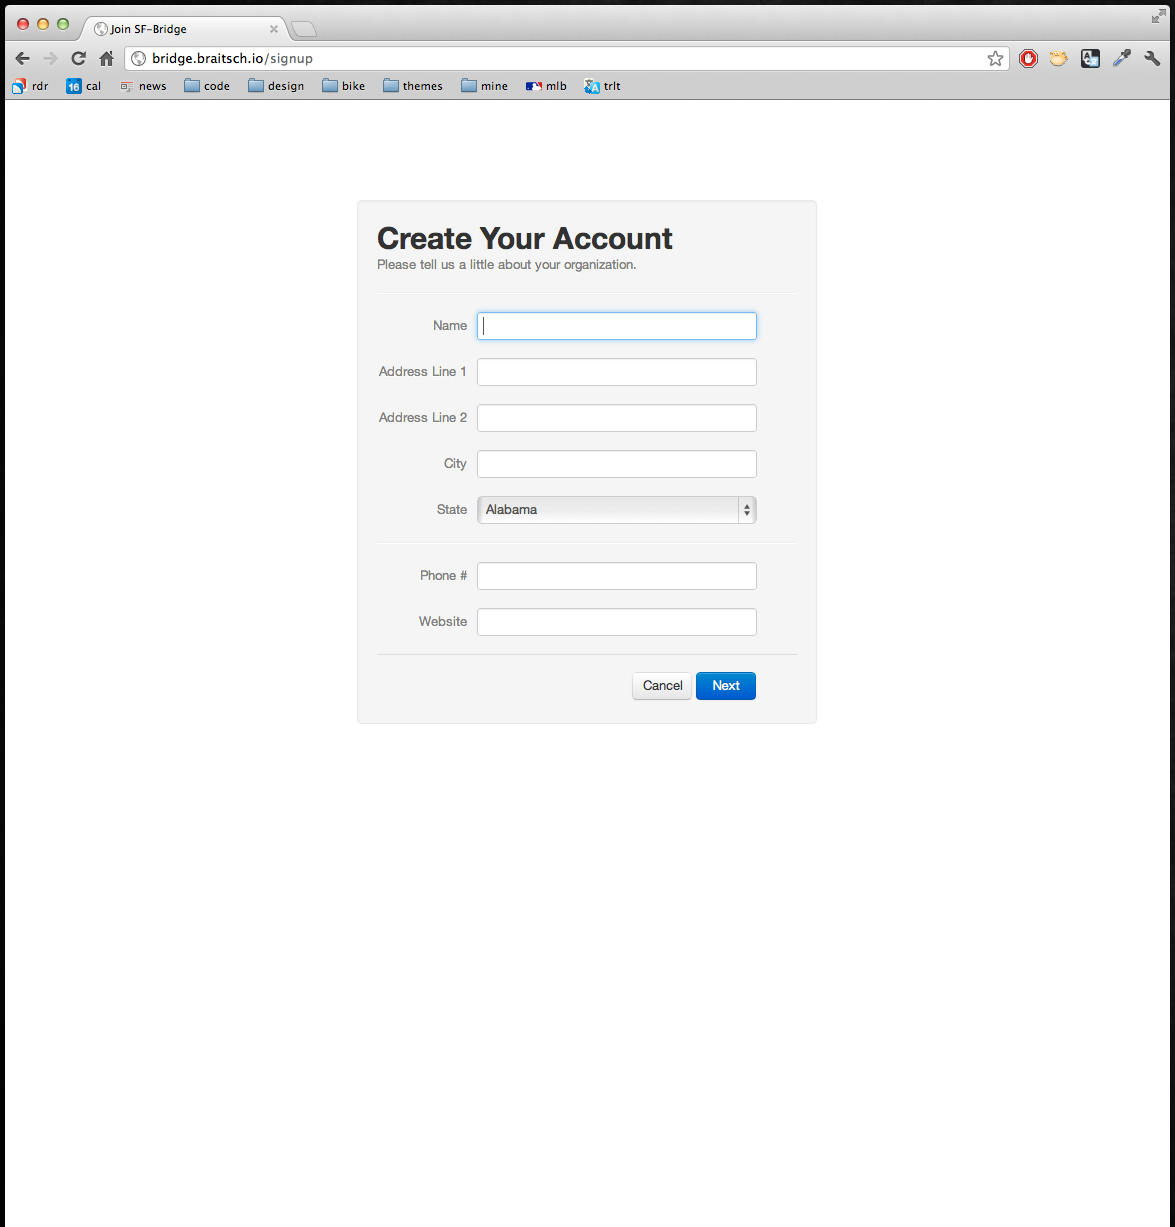 Join SF-Bridge
bridge.braitsch.io/signup
rdr 16 cal news code design bike themes mine mlb trlt
Create Your Account
Please tell us a little about your organization.
Name
Address Line 1
Address Line 2
City
State Alabama
Phone #
Website
Cancel Next